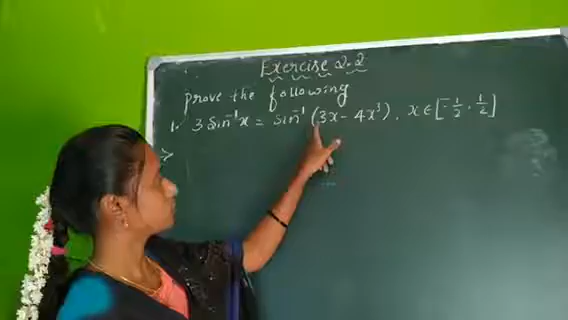 Exercise 2.2
prove the following
1. 3 sin⁻¹x = sin⁻¹ (3x - 4x³), x ∈ [-1/2, 1/2]